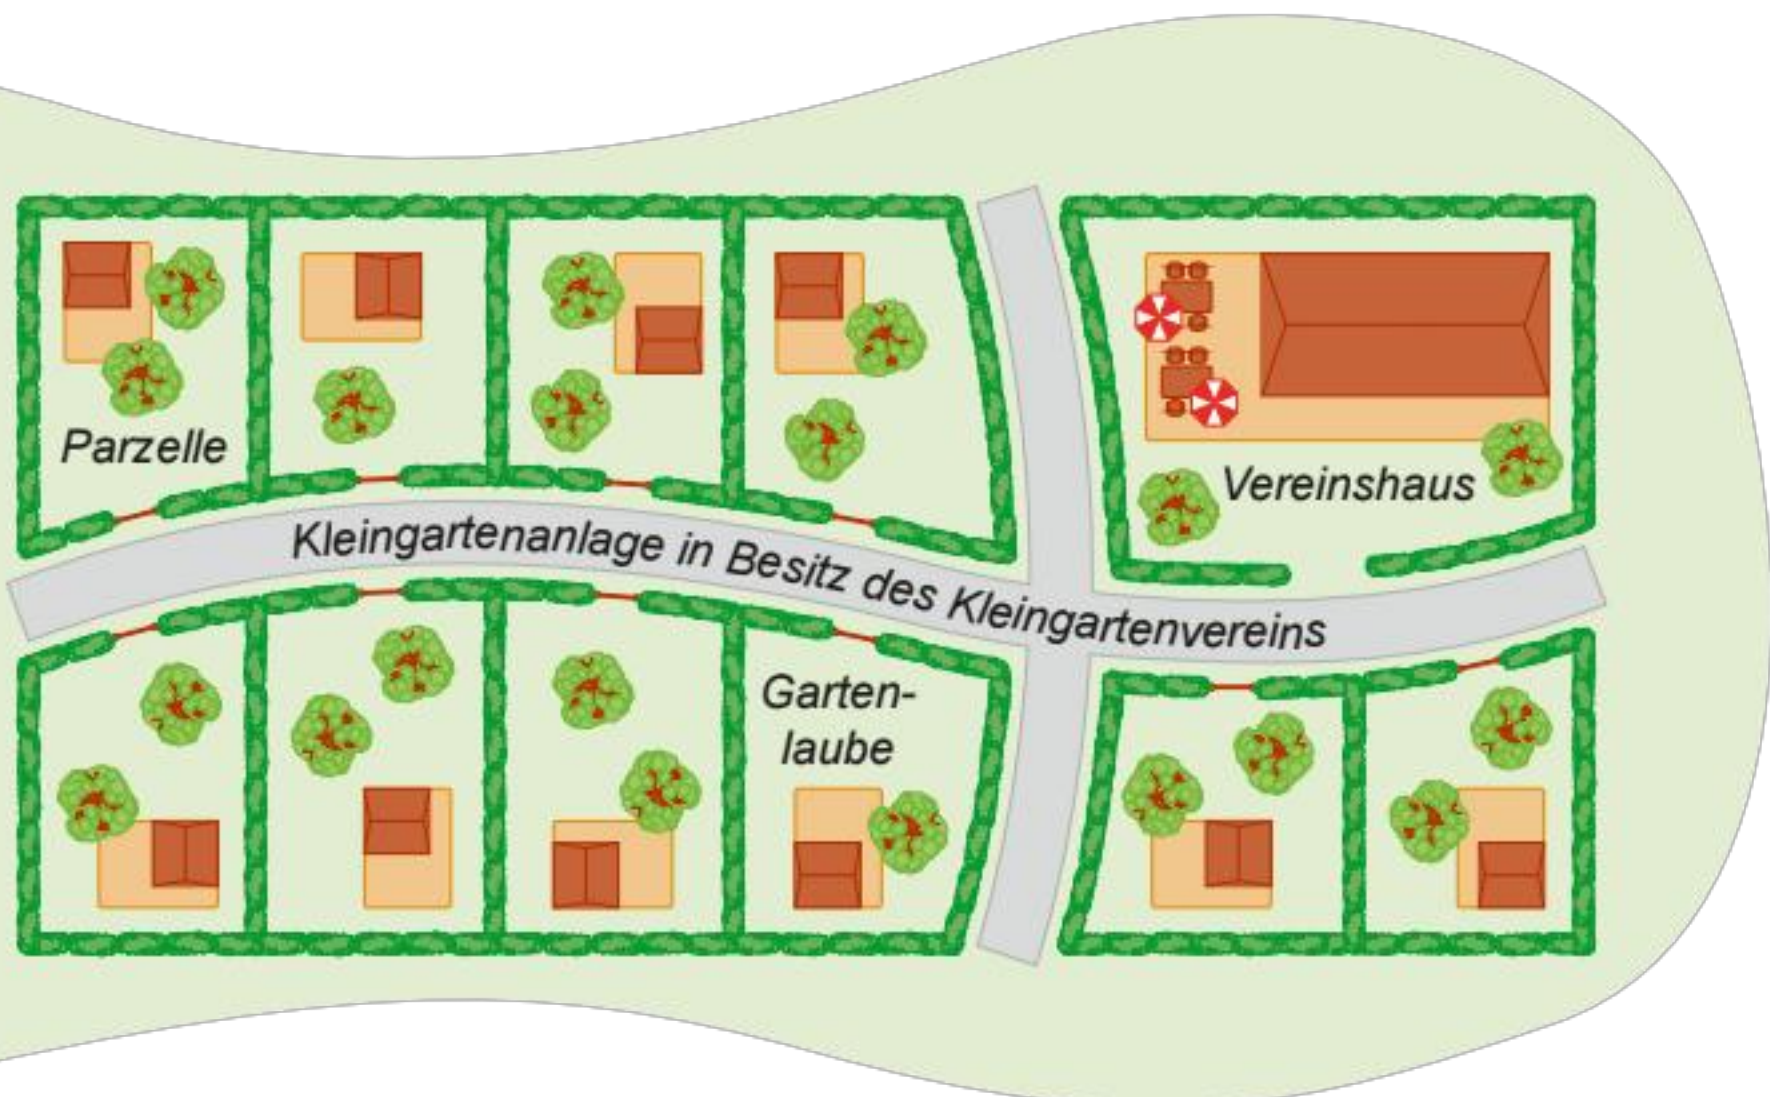 Parzelle
Vereinshaus
Kleingartenanlage in Besitz des Kleingartenvereins
Garten-
laube